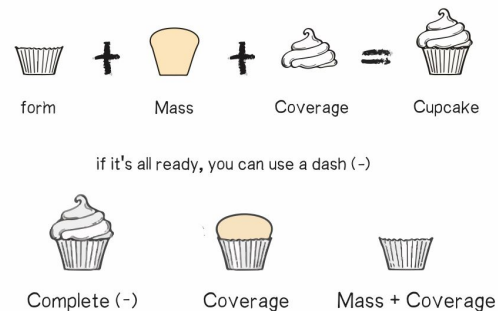 form + Mass + Coverage = Cupcake
if it's all ready, you can use a dash (-)
Complete (-) Coverage Mass + Coverage